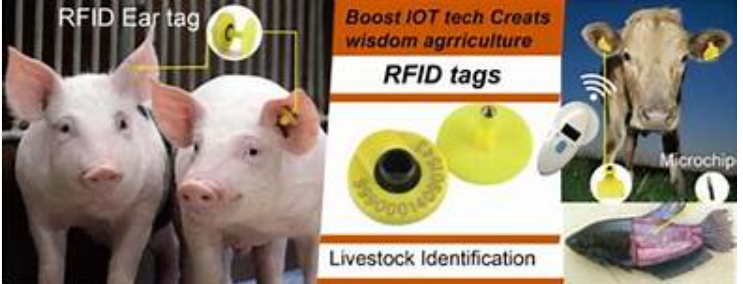 RFID Ear tag
Boost IOT tech Creats
wisdom agrriculture
RFID tags
Livestock Identification
Microchip